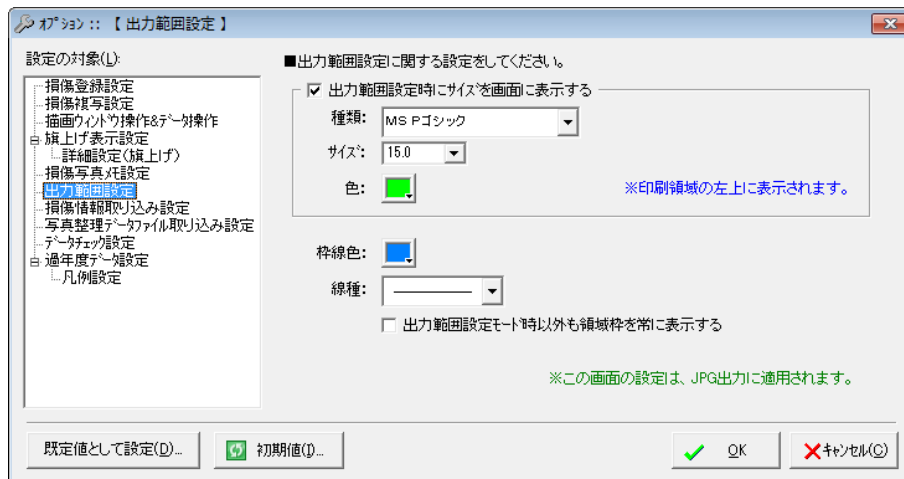 ｵﾌﾟｼｮﾝ :: 【 出力範囲設定 】
設定の対象(L):
損傷登録設定
損傷複写設定
描画ｳｨﾝﾄﾞｳ操作&ﾃﾞｰﾀ操作
旗上げ表示設定
詳細設定(旗上げ)
損傷写真ﾒﾓ設定
出力範囲設定
損傷情報取り込み設定
写真整理ﾃﾞｰﾀﾌｧｲﾙ取り込み設定
ﾃﾞｰﾀﾁｪｯｸ設定
過年度ﾃﾞｰﾀ設定
凡例設定
■出力範囲設定に関する設定をしてください。
出力範囲設定時にｻｲｽﾞを画面に表示する
種類: MS Pゴシック
ｻｲｽﾞ: 15.0
色: ※印刷領域の左上に表示されます。
枠線色:
線種:
出力範囲設定ﾓｰﾄﾞ時以外も領域枠を常に表示する
※この画面の設定は、JPG出力に適用されます。
既定値として設定(D)... 初期値(I)... OK ｷｬﾝｾﾙ(C)